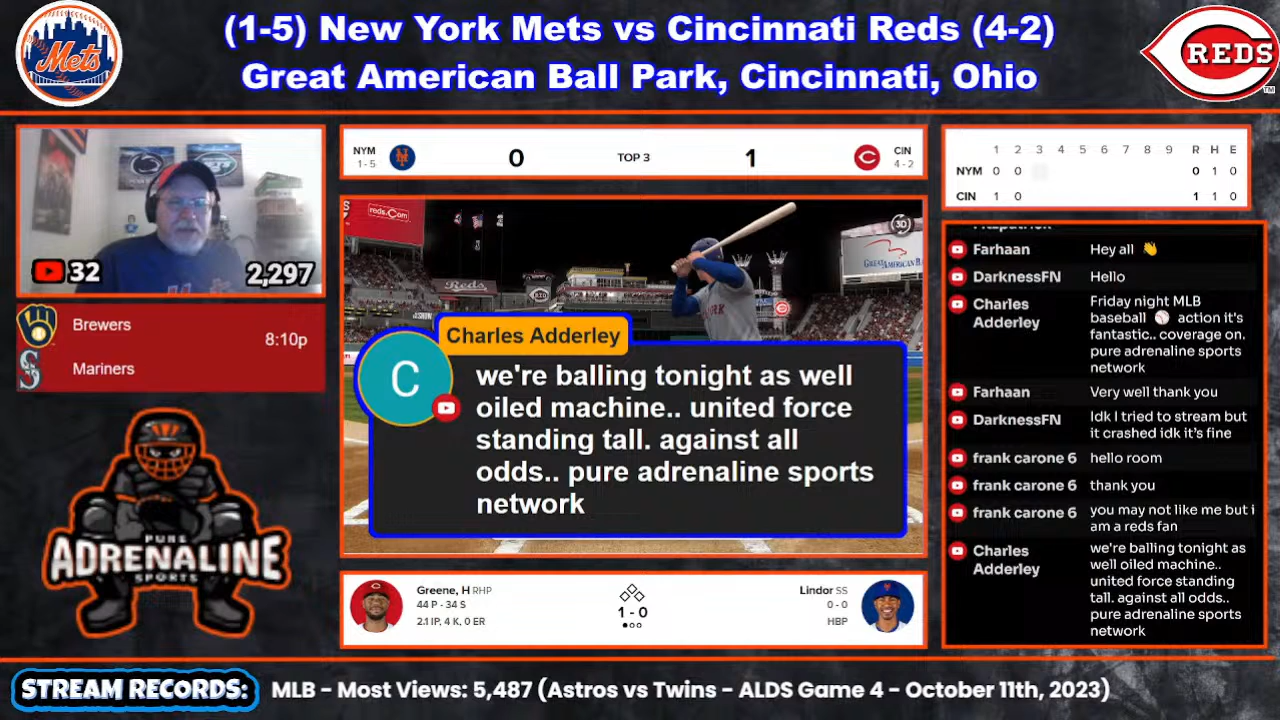 (1-5) New York Mets vs Cincinnati Reds (4-2)
Great American Ball Park, Cincinnati, Ohio
Mets
REDS
TM
32
2,297
Brewers
8:10p
Mariners
PURE
ADRENALINE
SPORTS
NYM
1-5
0
TOP 3
1
CIN
4-2
reds.com
Reds
3D
GREAT AMERICAN
Charles Adderley
C
we're balling tonight as well
oiled machine.. united force
standing tall. against all
odds.. pure adrenaline sports
network
Greene, H RHP
44 P - 34 S
2.1 IP, 4 K, 0 ER
1 - 0
Lindor SS
0 - 0
HBP
1 2 3 4 5 6 7 8 9 R H E
NYM 0 0 0 1 0
CIN 1 0 1 1 0
Farhaan Hey all 👋
DarknessFN Hello
Charles Adderley Friday night MLB
baseball ⚾ action it's
fantastic.. coverage on.
pure adrenaline sports
network
Farhaan Very well thank you
DarknessFN Idk I tried to stream but
it crashed idk it's fine
frank carone 6 hello room
frank carone 6 thank you
frank carone 6 you may not like me but i
am a reds fan
Charles Adderley we're balling tonight as
well oiled machine..
united force standing
tall. against all odds..
pure adrenaline sports
network
STREAM RECORDS: MLB - Most Views: 5,487 (Astros vs Twins - ALDS Game 4 - October 11th, 2023)